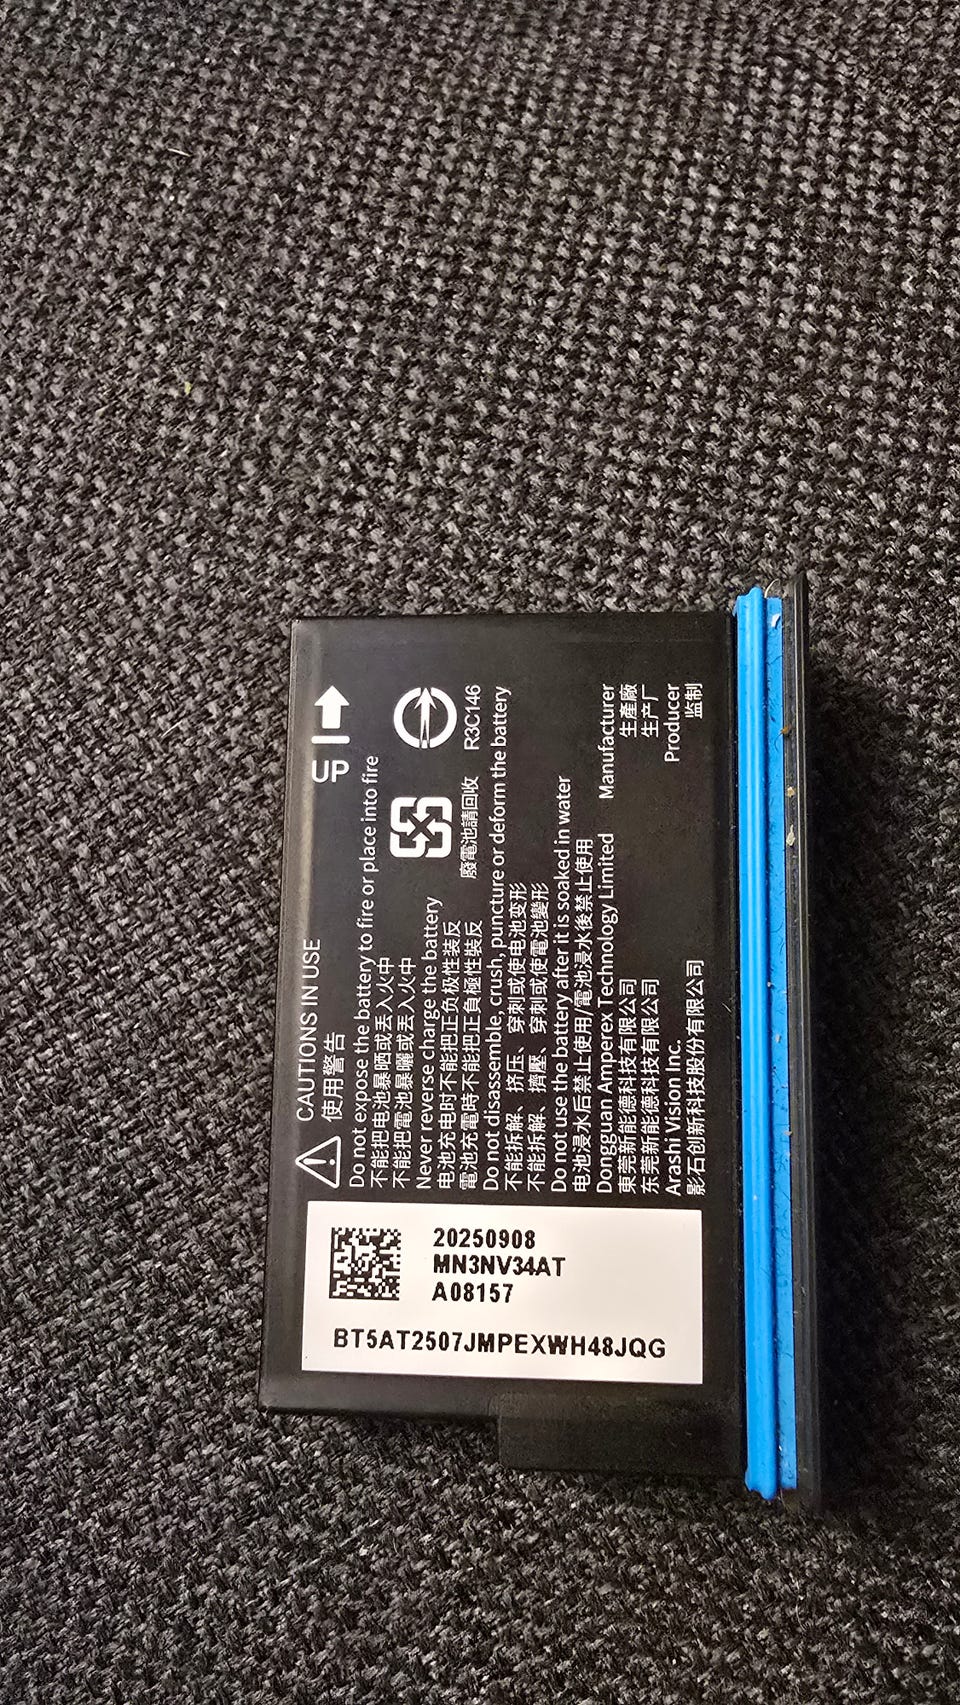 CAUTIONS IN USE
使用警告
UP
Do not expose the battery to fire or place into fire
不能把电池暴晒或丢入火中
不能把電池暴曬或丟入火中
Never reverse charge the battery
电池充电时不能把正负极性装反
電池充電時不能把正負極性裝反
廢電池請回收
R3C146
Do not disassemble, crush, puncture or deform the battery
不能拆解、挤压、穿刺或使电池变形
不能拆解、擠壓、穿刺或使電池變形
Do not use the battery after it is soaked in water
电池浸水后禁止使用/電池浸水後禁止使用
Dongguan Amperex Technology Limited Manufacturer
東莞新能德科技有限公司 生產廠
东莞新能德科技有限公司 生产厂
Arashi Vision Inc. Producer
影石创新科技股份有限公司 监制
20250908
MN3NV34AT
A08157
BT5AT2507JMPEXWH48JQG